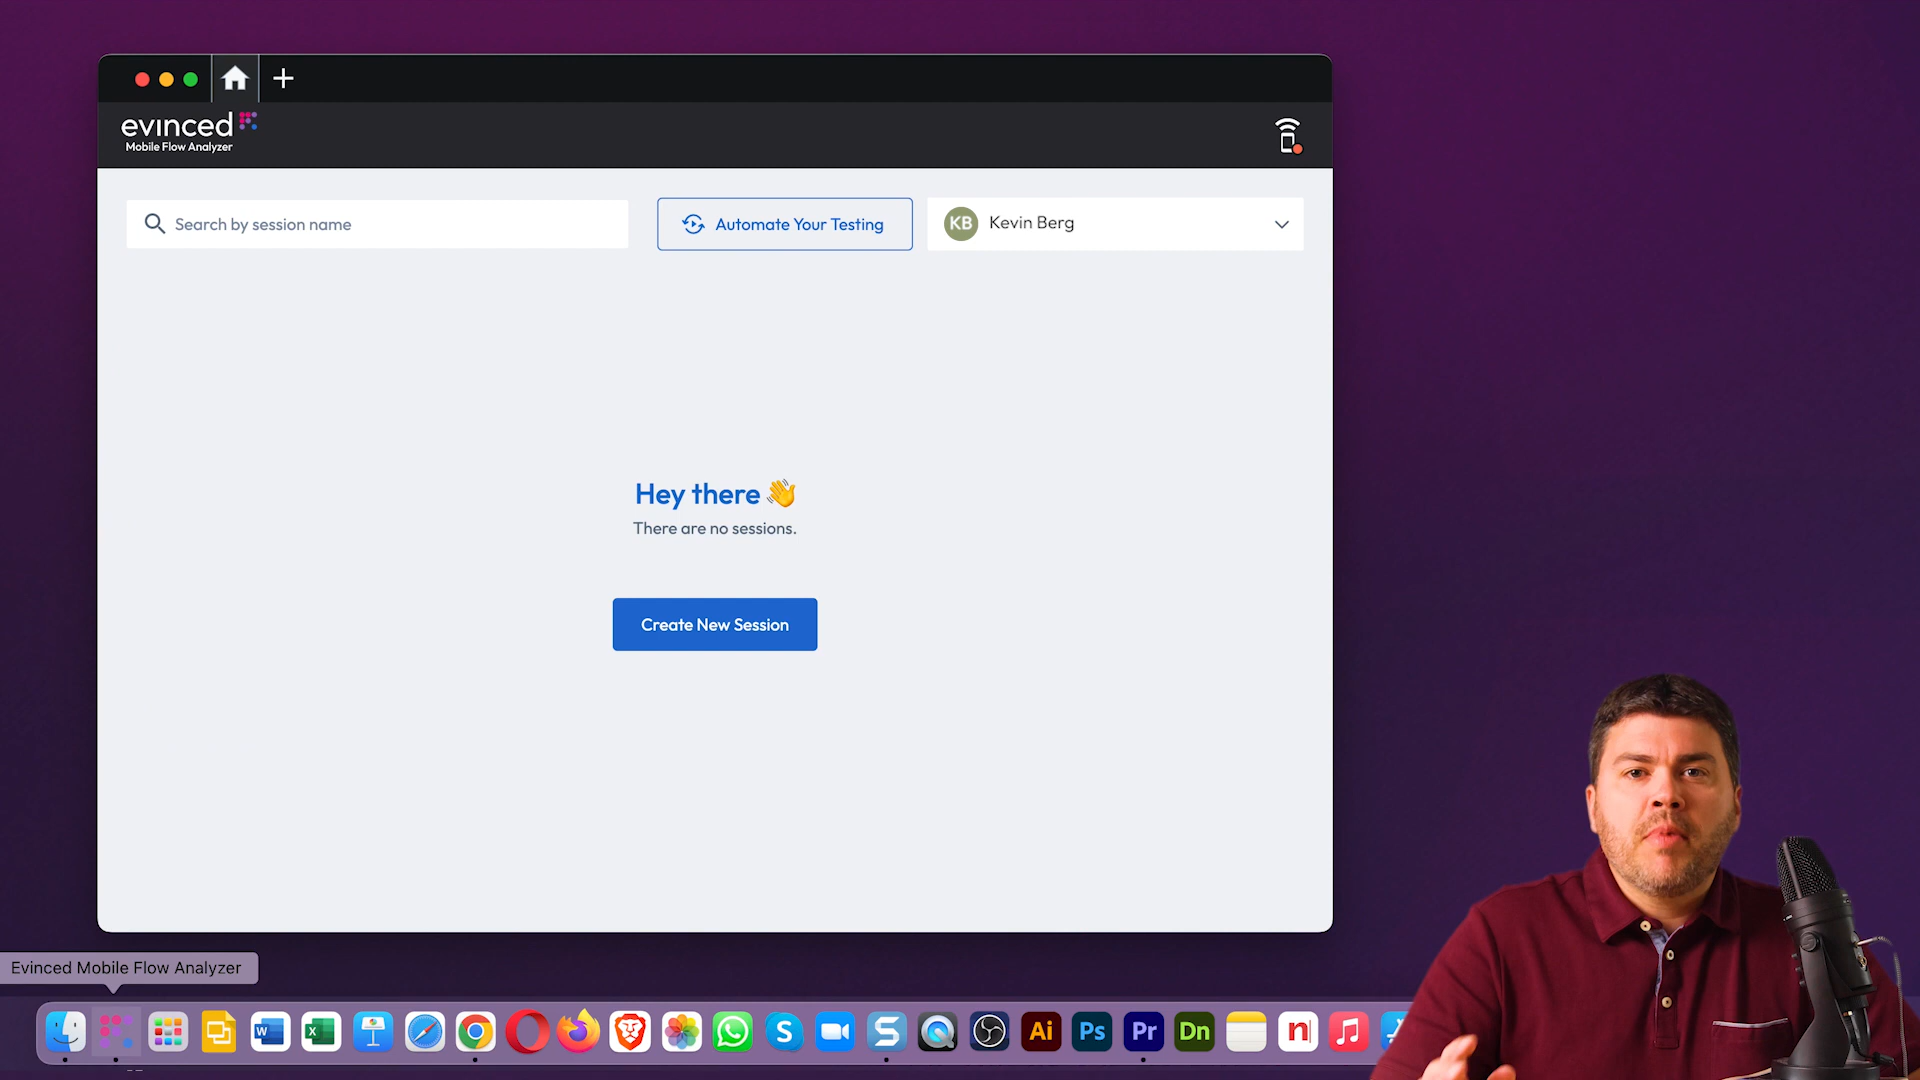 evinced
Mobile Flow Analyzer
Search by session name
Automate Your Testing
KB
Kevin Berg
Hey there 👋
There are no sessions.
Create New Session
Evinced Mobile Flow Analyzer
W
X
S
S
Ai
Ps
Pr
Dn
n